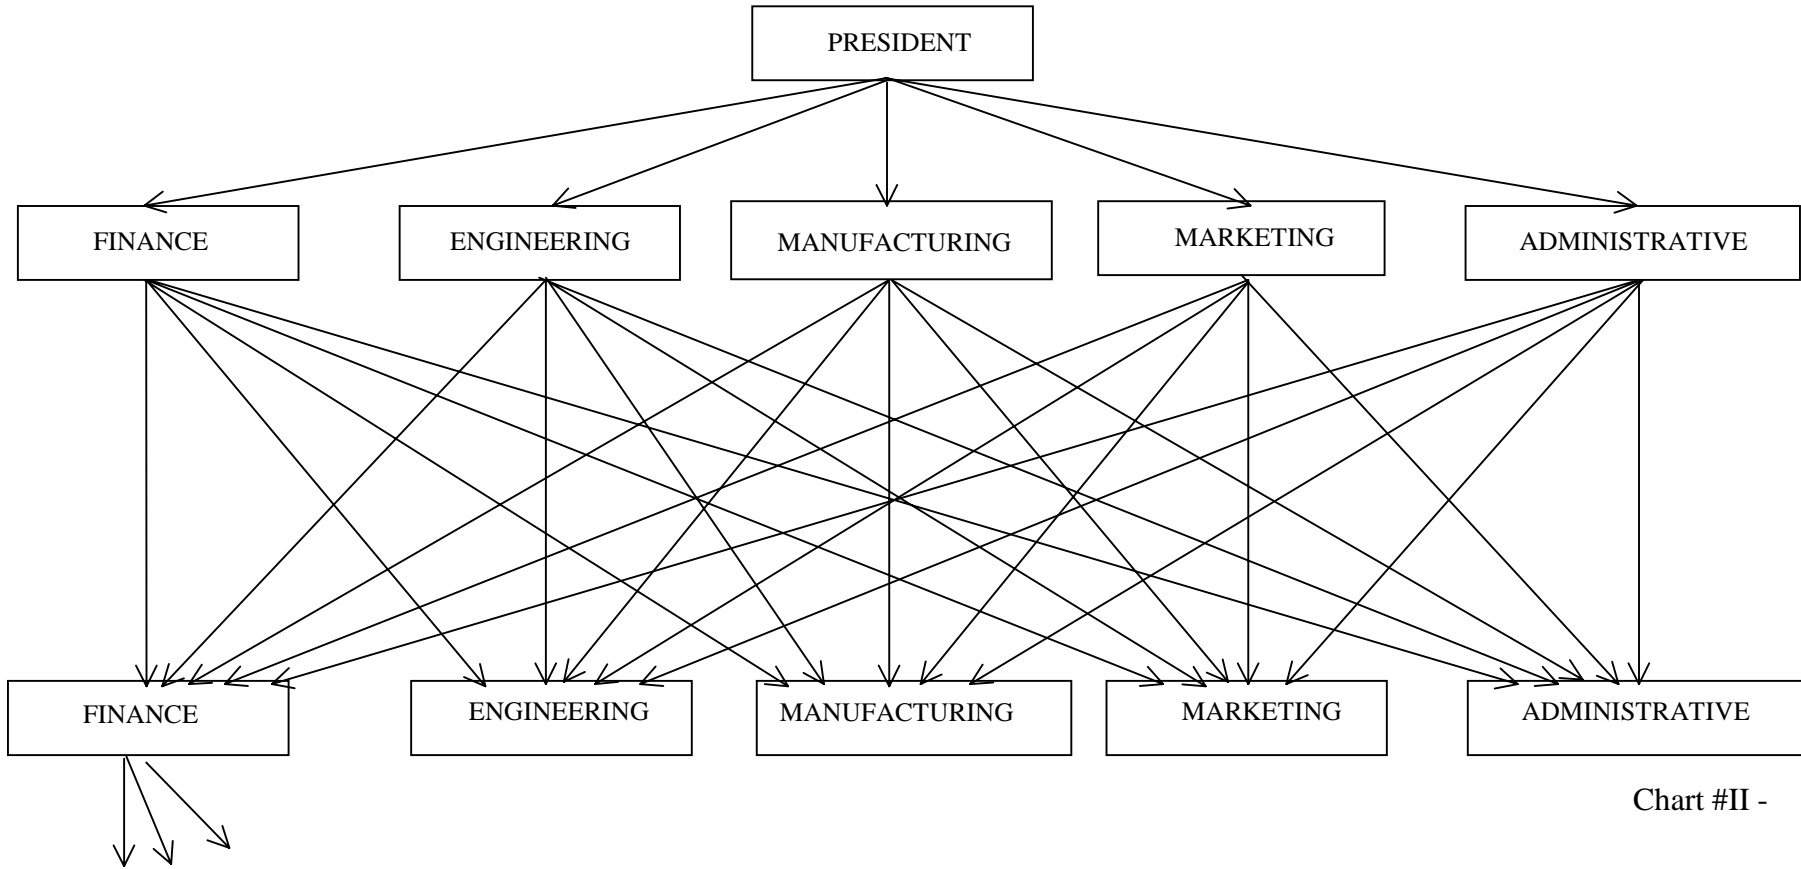 PRESIDENT
FINANCE
ENGINEERING
MANUFACTURING
MARKETING
ADMINISTRATIVE
FINANCE
ENGINEERING
MANUFACTURING
MARKETING
ADMINISTRATIVE
Chart #II -